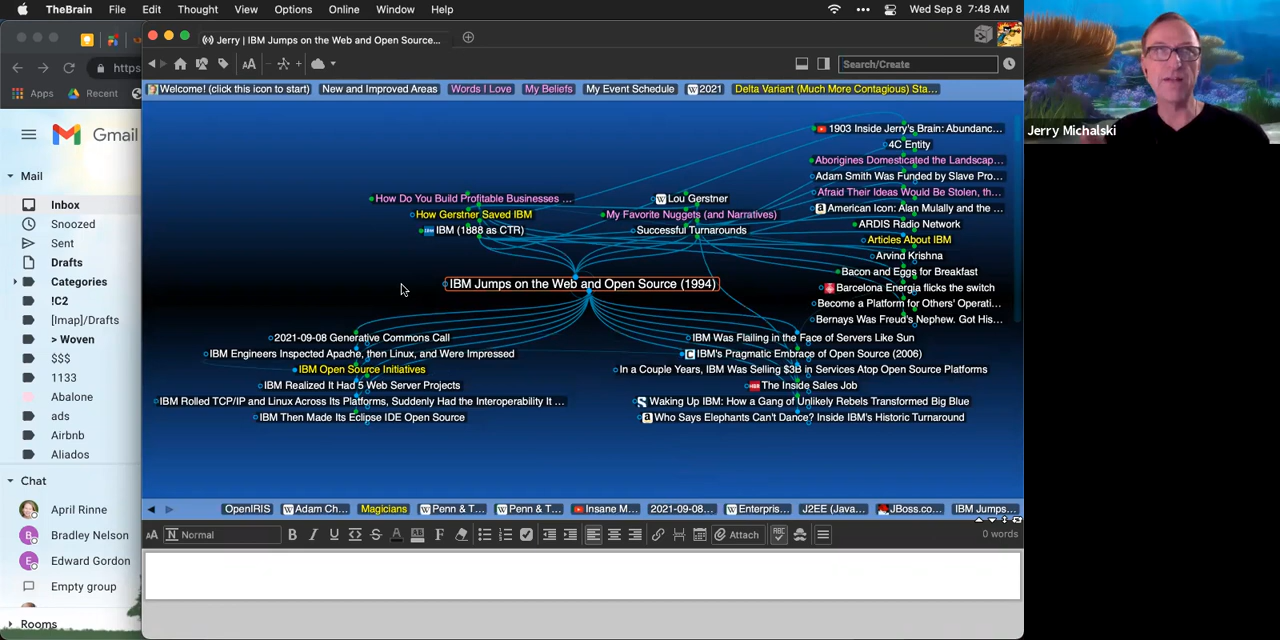 TheBrain File Edit Thought View Options Online Window Help Wed Sep 8 7:48 AM
Jerry | IBM Jumps on the Web and Open Source...
https
Search/Create
Apps Recent
Welcome! (click this icon to start) New and Improved Areas Words I Love My Beliefs My Event Schedule 2021 Delta Variant (Much More Contagious) Sta...
Gmail
Mail
Inbox
Snoozed
Sent
Drafts
Categories
!C2
[Imap]/Drafts
> Woven
$$$
1133
Abalone
ads
Airbnb
Aliados
Chat
April Rinne
Bradley Nelson
Edward Gordon
Empty group
Rooms
How Do You Build Profitable Businesses ...
How Gerstner Saved IBM
IBM (1888 as CTR)
Lou Gerstner
My Favorite Nuggets (and Narratives)
Successful Turnarounds
1903 Inside Jerry's Brain: Abundanc...
4C Entity
Aborigines Domesticated the Landscap...
Adam Smith Was Funded by Slave Pro...
Afraid Their Ideas Would Be Stolen, th...
American Icon: Alan Mulally and the ...
ARDIS Radio Network
Articles About IBM
Arvind Krishna
Bacon and Eggs for Breakfast
Barcelona Energia flicks the switch
Become a Platform for Others' Operati...
Bernays Was Freud's Nephew. Got His...
IBM Jumps on the Web and Open Source (1994)
2021-09-08 Generative Commons Call
IBM Engineers Inspected Apache, then Linux, and Were Impressed
IBM Open Source Initiatives
IBM Realized It Had 5 Web Server Projects
IBM Rolled TCP/IP and Linux Across Its Platforms, Suddenly Had the Interoperability It ...
IBM Then Made Its Eclipse IDE Open Source
IBM Was Flailing in the Face of Servers Like Sun
IBM's Pragmatic Embrace of Open Source (2006)
In a Couple Years, IBM Was Selling $3B in Services Atop Open Source Platforms
The Inside Sales Job
Waking Up IBM: How a Gang of Unlikely Rebels Transformed Big Blue
Who Says Elephants Can't Dance? Inside IBM's Historic Turnaround
OpenIRIS Adam Ch... Magicians Penn & T... Penn & T... Insane M... 2021-09-08... Enterpris... J2EE (Java... JBoss.co... IBM Jumps...
Normal Attach 0 words
Jerry Michalski